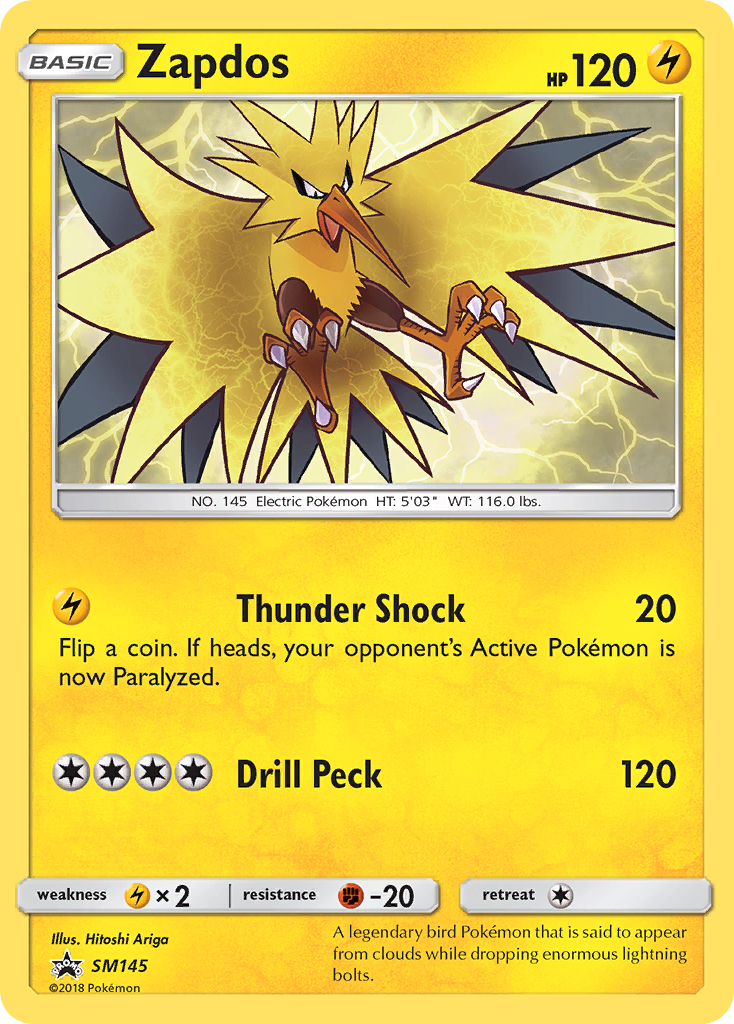 BASIC Zapdos HP 120
NO. 145 Electric Pokémon HT: 5'03" WT: 116.0 lbs.
Thunder Shock 20
Flip a coin. If heads, your opponent's Active Pokémon is
now Paralyzed.
Drill Peck 120
weakness ×2 resistance -20 retreat
Illus. Hitoshi Ariga
PROMO SM145
©2018 Pokémon
A legendary bird Pokémon that is said to appear
from clouds while dropping enormous lightning
bolts.